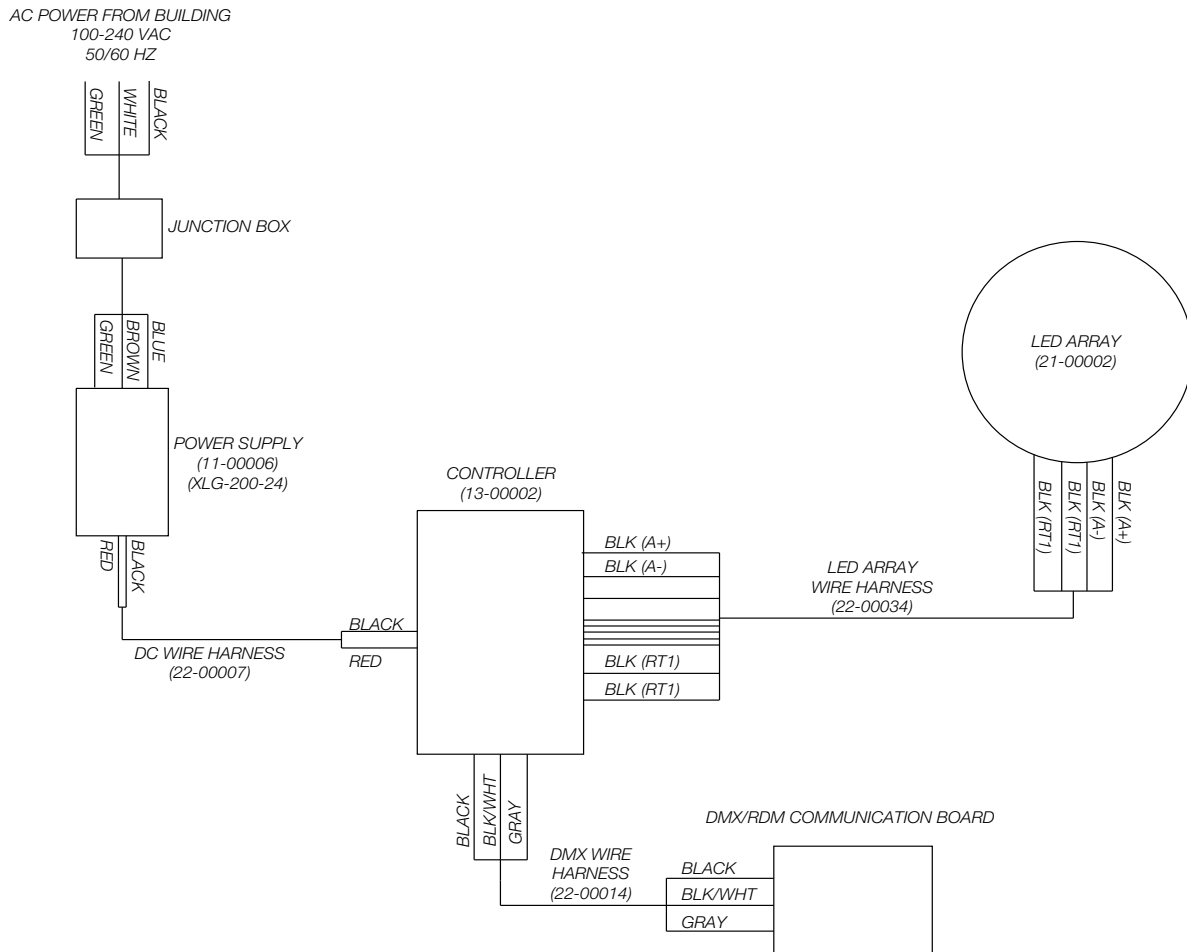 AC POWER FROM BUILDING
100-240 VAC
50/60 HZ
GREEN
WHITE
BLACK
JUNCTION BOX
GREEN
BROWN
BLUE
POWER SUPPLY
(11-00006)
(XLG-200-24)
RED
BLACK
DC WIRE HARNESS
(22-00007)
BLACK
RED
CONTROLLER
(13-00002)
BLK (A+)
BLK (A-)
BLK (RT1)
BLK (RT1)
LED ARRAY
WIRE HARNESS
(22-00034)
LED ARRAY
(21-00002)
BLK (RT1)
BLK (RT1)
BLK (A-)
BLK (A+)
BLACK
BLK/WHT
GRAY
DMX WIRE
HARNESS
(22-00014)
DMX/RDM COMMUNICATION BOARD
BLACK
BLK/WHT
GRAY